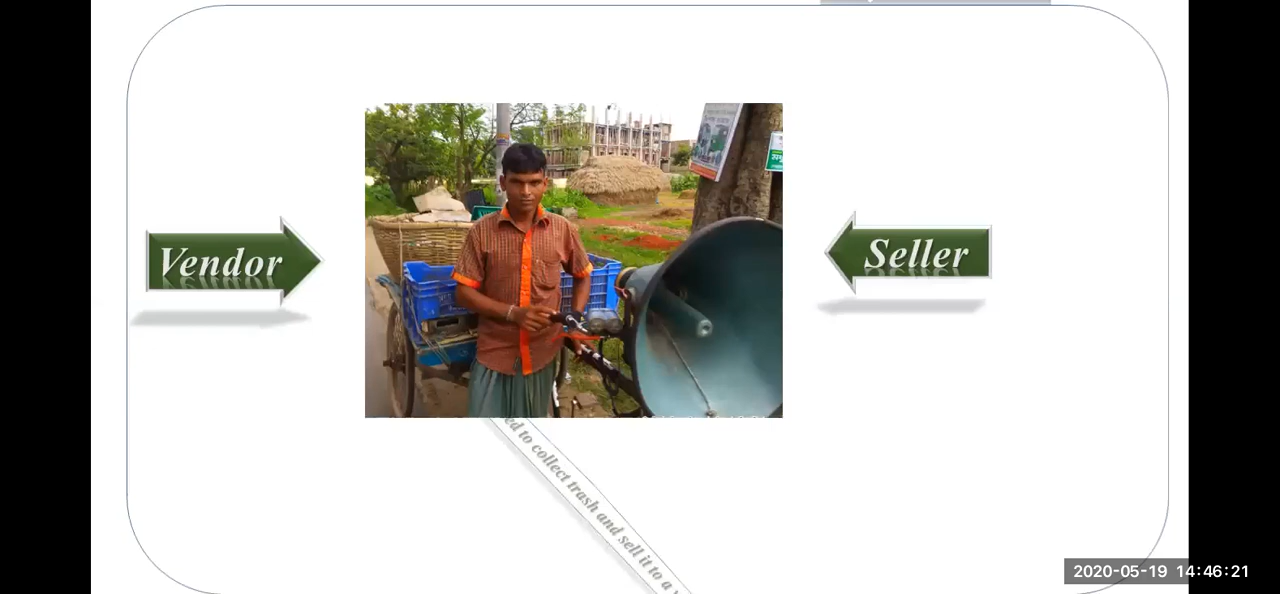 Vendor
Seller
ed to collect trash and sell it to a
2020-05-19 14:46:21